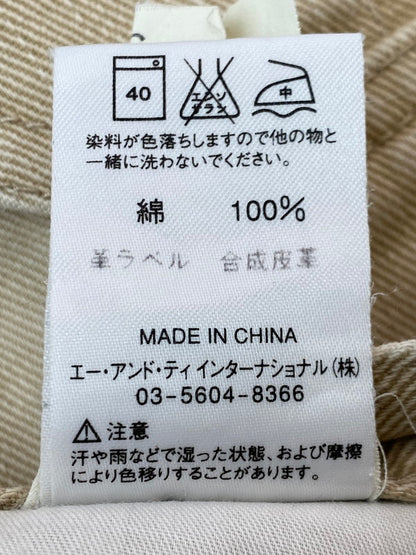 40
エンソ
サラシ
中
染料が色落ちしますので他の物と
一緒に洗わないでください。
綿 100%
革ラベル 合成皮革
MADE IN CHINA
エー・アンド・ティ インターナショナル(株)
03-5604-8366
注意
汗や雨などで湿った状態、および摩擦
により色移りすることがあります。